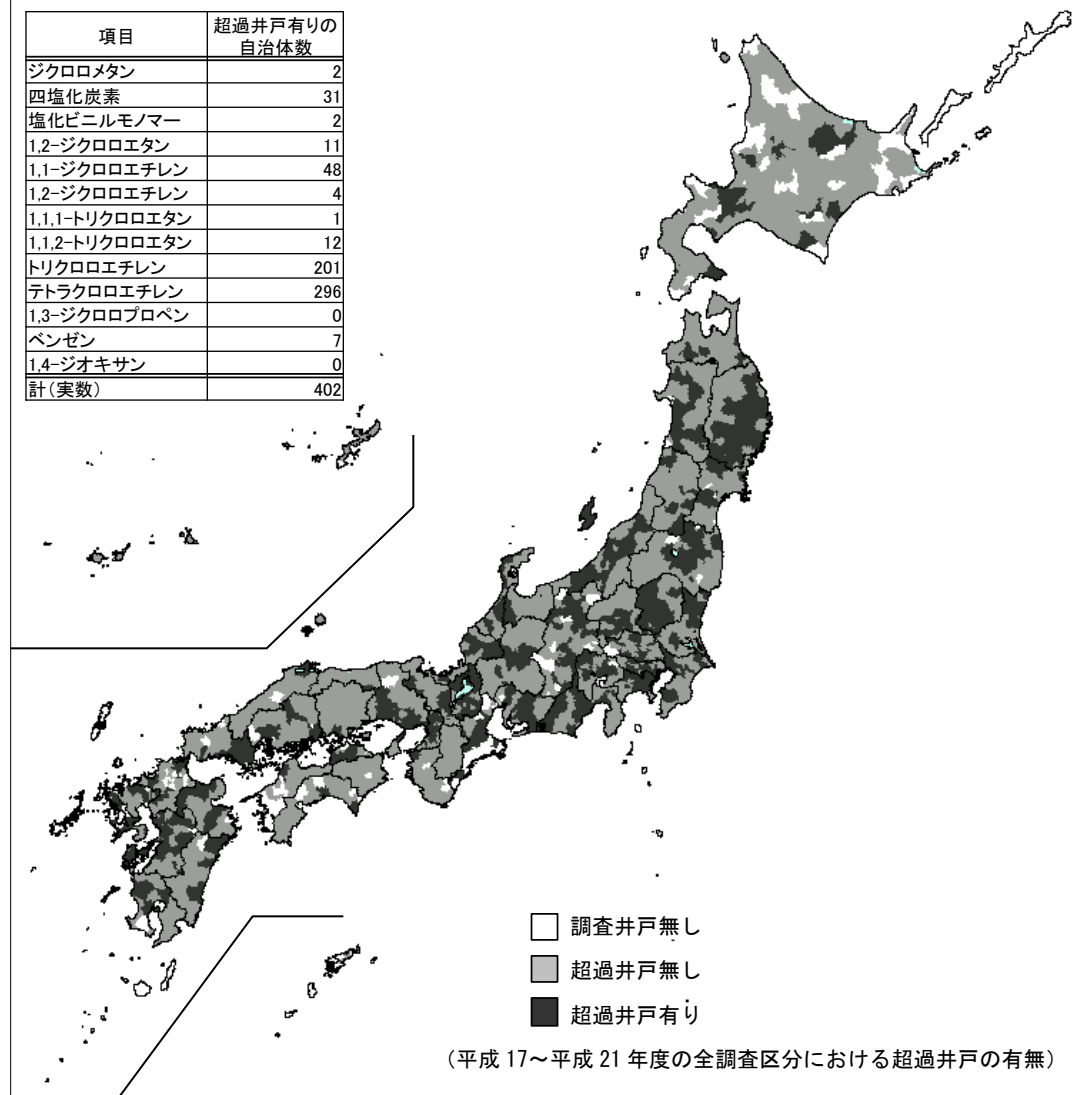 項目 超過井戸有りの
自治体数
ジクロロメタン 2
四塩化炭素 31
塩化ビニルモノマー 2
1,2-ジクロロエタン 11
1,1-ジクロロエチレン 48
1,2-ジクロロエチレン 4
1,1,1-トリクロロエタン 1
1,1,2-トリクロロエタン 12
トリクロロエチレン 201
テトラクロロエチレン 296
1,3-ジクロロプロペン 0
ベンゼン 7
1,4-ジオキサン 0
計(実数) 402
調査井戸無し
超過井戸無し
超過井戸有り
(平成 17~平成 21 年度の全調査区分における超過井戸の有無)